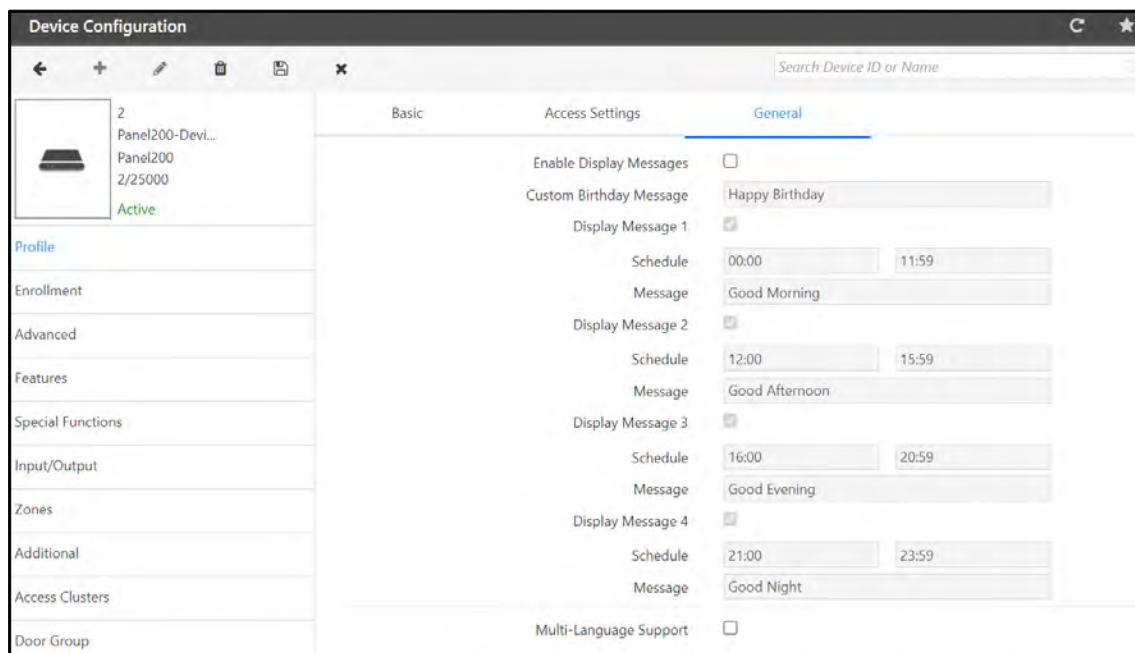 Device Configuration
Search Device ID or Name
2
Panel200-Devi...
Panel200
2/25000
Active
Profile
Enrollment
Advanced
Features
Special Functions
Input/Output
Zones
Additional
Access Clusters
Door Group
Basic Access Settings General
Enable Display Messages
Custom Birthday Message Happy Birthday
Display Message 1
Schedule 00:00 11:59
Message Good Morning
Display Message 2
Schedule 12:00 15:59
Message Good Afternoon
Display Message 3
Schedule 16:00 20:59
Message Good Evening
Display Message 4
Schedule 21:00 23:59
Message Good Night
Multi-Language Support